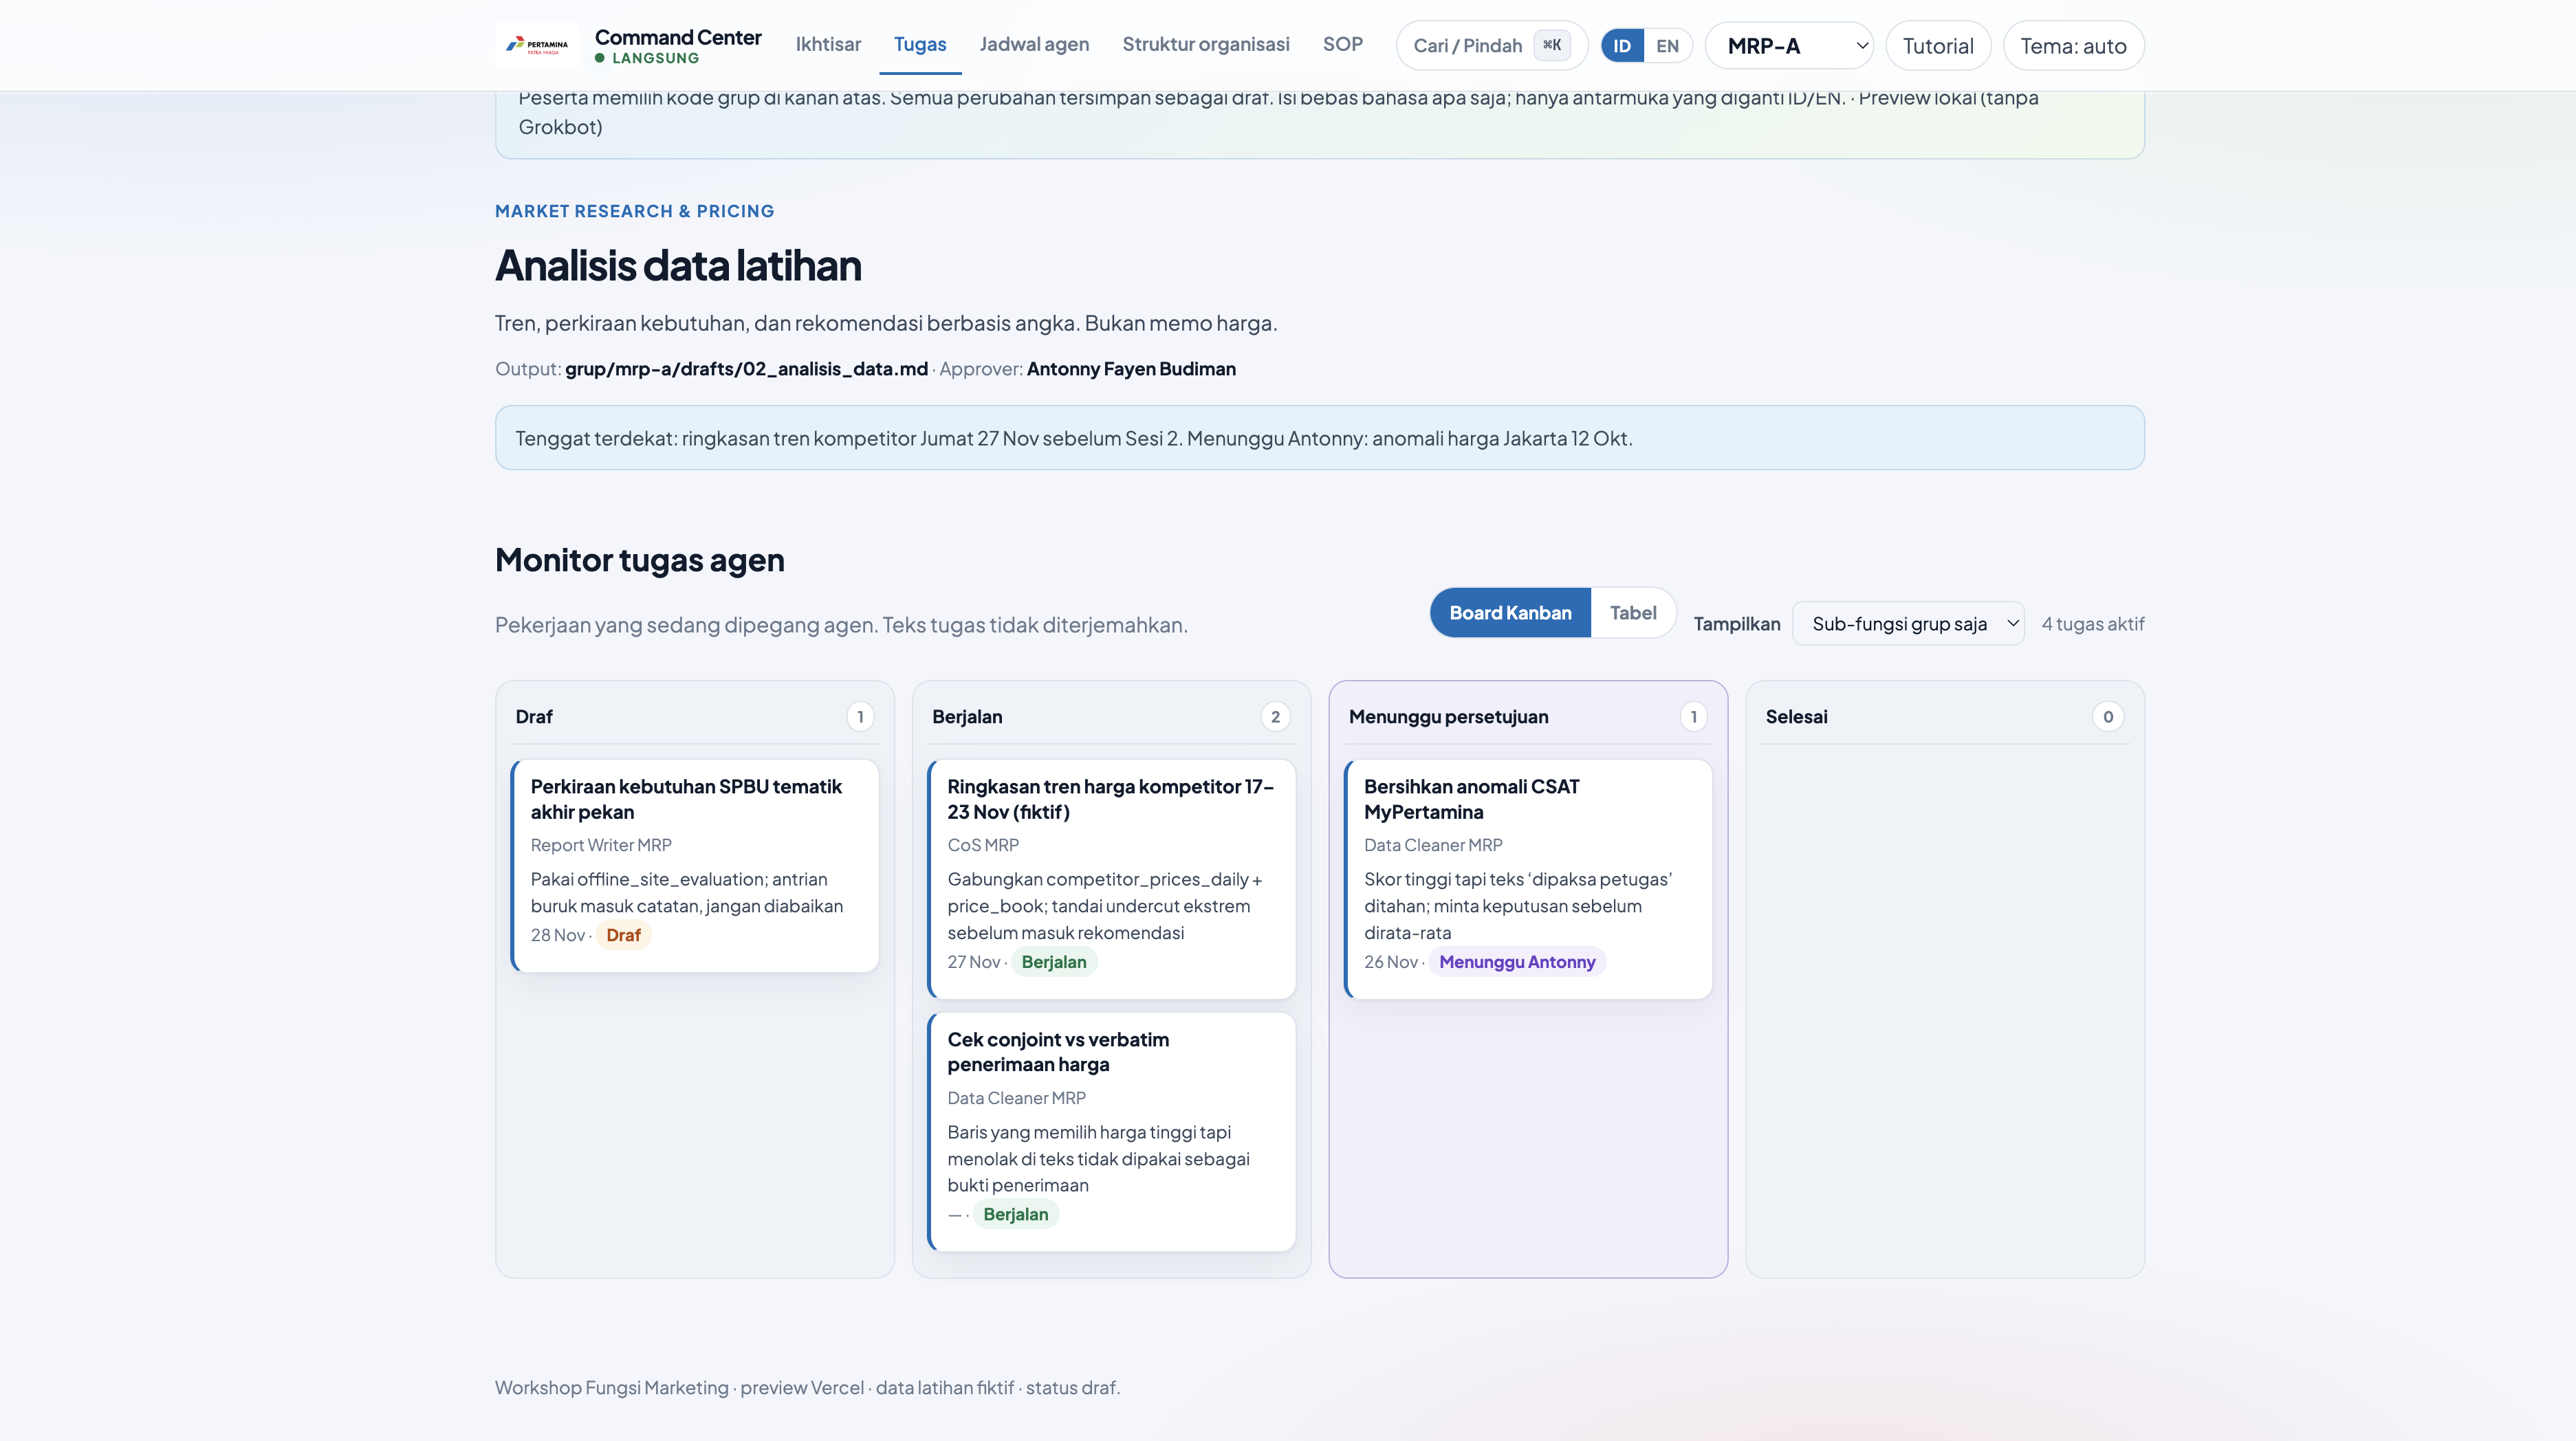 PERTAMINA
PATRA NIAGA
Command Center
LANGSUNG
Ikhtisar
Tugas
Jadwal agen
Struktur organisasi
SOP
Cari / Pindah ⌘K
ID EN
MRP-A
Tutorial
Tema: auto
Peserta memilih kode grup di kanan atas. Semua perubahan tersimpan sebagai draf. Isi bebas bahasa apa saja; hanya antarmuka yang diganti ID/EN. · Preview lokal (tanpa
Grokbot)
MARKET RESEARCH & PRICING
Analisis data latihan
Tren, perkiraan kebutuhan, dan rekomendasi berbasis angka. Bukan memo harga.
Output: grup/mrp-a/drafts/02_analisis_data.md · Approver: Antonny Fayen Budiman
Tenggat terdekat: ringkasan tren kompetitor Jumat 27 Nov sebelum Sesi 2. Menunggu Antonny: anomali harga Jakarta 12 Okt.
Monitor tugas agen
Pekerjaan yang sedang dipegang agen. Teks tugas tidak diterjemahkan.
Board Kanban Tabel
Tampilkan Sub-fungsi grup saja 4 tugas aktif
Draf 1
Perkiraan kebutuhan SPBU tematik
akhir pekan
Report Writer MRP
Pakai offline_site_evaluation; antrian
buruk masuk catatan, jangan diabaikan
28 Nov · Draf
Berjalan 2
Ringkasan tren harga kompetitor 17–
23 Nov (fiktif)
CoS MRP
Gabungkan competitor_prices_daily +
price_book; tandai undercut ekstrem
sebelum masuk rekomendasi
27 Nov · Berjalan
Cek conjoint vs verbatim
penerimaan harga
Data Cleaner MRP
Baris yang memilih harga tinggi tapi
menolak di teks tidak dipakai sebagai
bukti penerimaan
— · Berjalan
Menunggu persetujuan 1
Bersihkan anomali CSAT
MyPertamina
Data Cleaner MRP
Skor tinggi tapi teks ‘dipaksa petugas’
ditahan; minta keputusan sebelum
dirata-rata
26 Nov · Menunggu Antonny
Selesai 0
Workshop Fungsi Marketing · preview Vercel · data latihan fiktif · status draf.